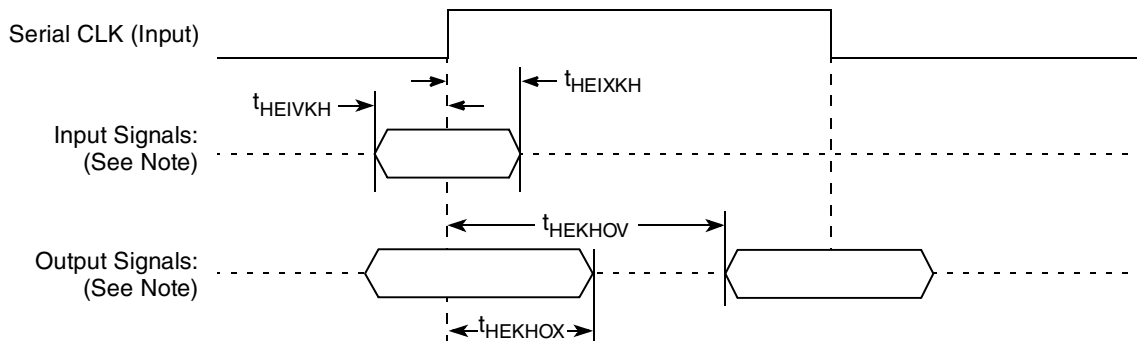 Serial CLK (Input)
tHEIXKH
tHEIVKH
Input Signals:
(See Note)
tHEKHOV
Output Signals:
(See Note)
tHEKHOX